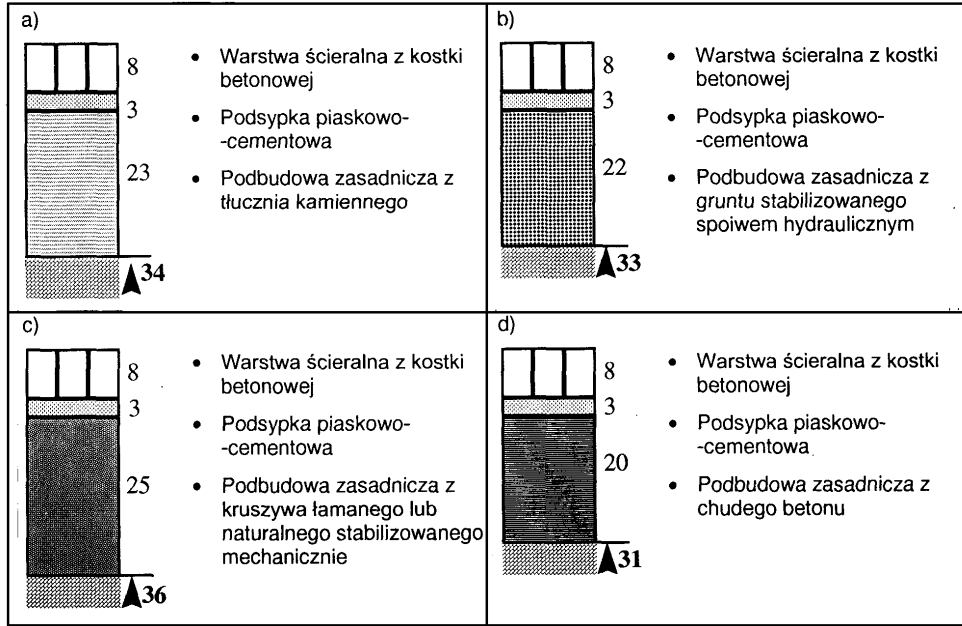 a)
8
3
23
34
• Warstwa ścieralna z kostki
betonowej
• Podsypka piaskowo-
-cementowa
• Podbudowa zasadnicza z
tłucznia kamiennego
b)
8
3
22
33
• Warstwa ścieralna z kostki
betonowej
• Podsypka piaskowo-
-cementowa
• Podbudowa zasadnicza z
gruntu stabilizowanego
spoiwem hydraulicznym
c)
8
3
25
36
• Warstwa ścieralna z kostki
betonowej
• Podsypka piaskowo-
-cementowa
• Podbudowa zasadnicza z
kruszywa łamanego lub
naturalnego stabilizowanego
mechanicznie
d)
8
3
20
31
• Warstwa ścieralna z kostki
betonowej
• Podsypka piaskowo-
-cementowa
• Podbudowa zasadnicza z
chudego betonu